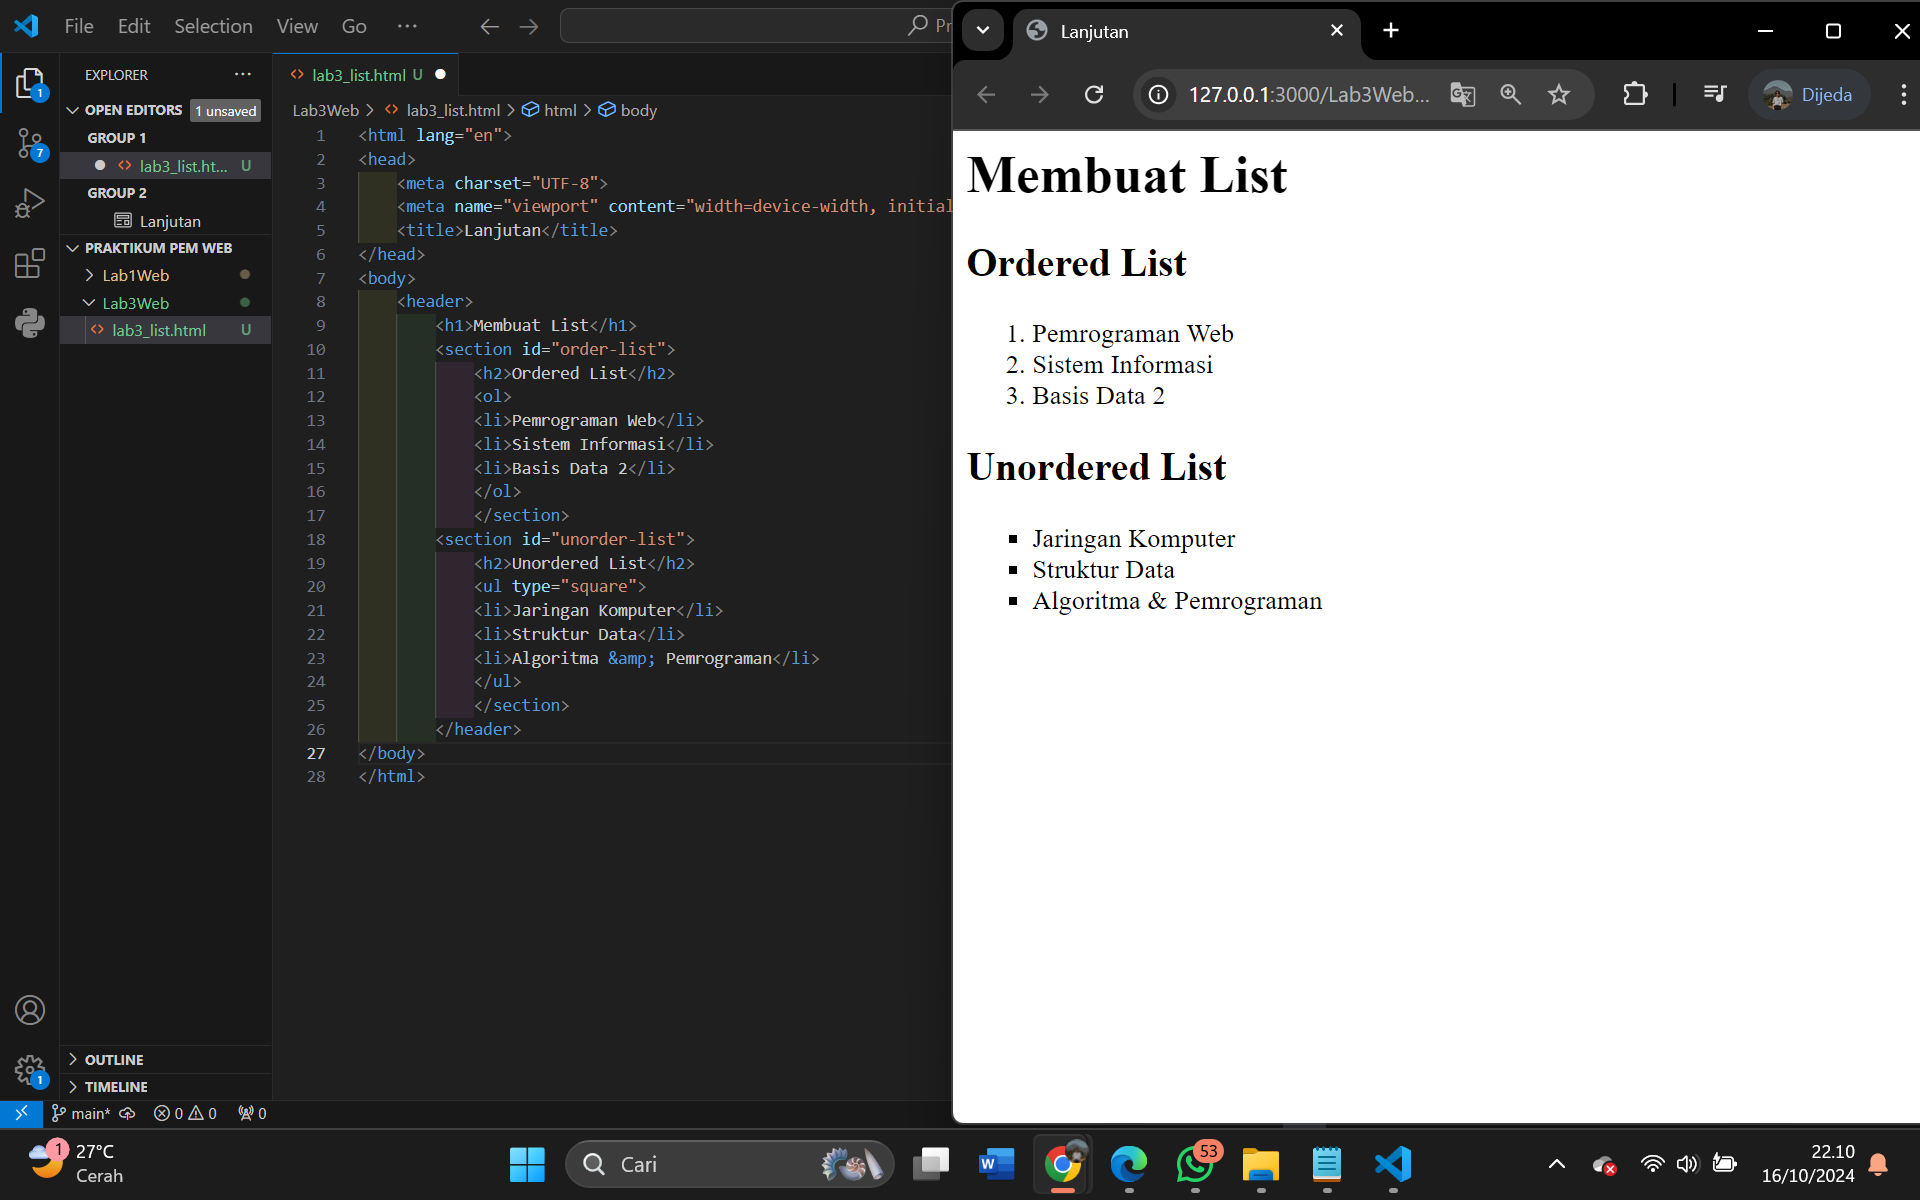 File Edit Selection View Go ···
Pr
EXPLORER
OPEN EDITORS 1 unsaved
GROUP 1
lab3_list.ht... U
GROUP 2
Lanjutan
PRAKTIKUM PEM WEB
Lab1Web
Lab3Web
lab3_list.html U
OUTLINE
TIMELINE
1
7
1
lab3_list.html U
Lab3Web > lab3_list.html > html > body
1 <html lang="en">
2 <head>
3 <meta charset="UTF-8">
4 <meta name="viewport" content="width=device-width, initial
5 <title>Lanjutan</title>
6 </head>
7 <body>
8 <header>
9 <h1>Membuat List</h1>
10 <section id="order-list">
11 <h2>Ordered List</h2>
12 <ol>
13 <li>Pemrograman Web</li>
14 <li>Sistem Informasi</li>
15 <li>Basis Data 2</li>
16 </ol>
17 </section>
18 <section id="unorder-list">
19 <h2>Unordered List</h2>
20 <ul type="square">
21 <li>Jaringan Komputer</li>
22 <li>Struktur Data</li>
23 <li>Algoritma &amp; Pemrograman</li>
24 </ul>
25 </section>
26 </header>
27 </body>
28 </html>
main* 0 0 0
Lanjutan
127.0.0.1:3000/Lab3Web... Dijeda
Membuat List
Ordered List
1. Pemrograman Web
2. Sistem Informasi
3. Basis Data 2
Unordered List
Jaringan Komputer
Struktur Data
Algoritma & Pemrograman
1 27°C
Cerah
Cari
W
53
22.10
16/10/2024